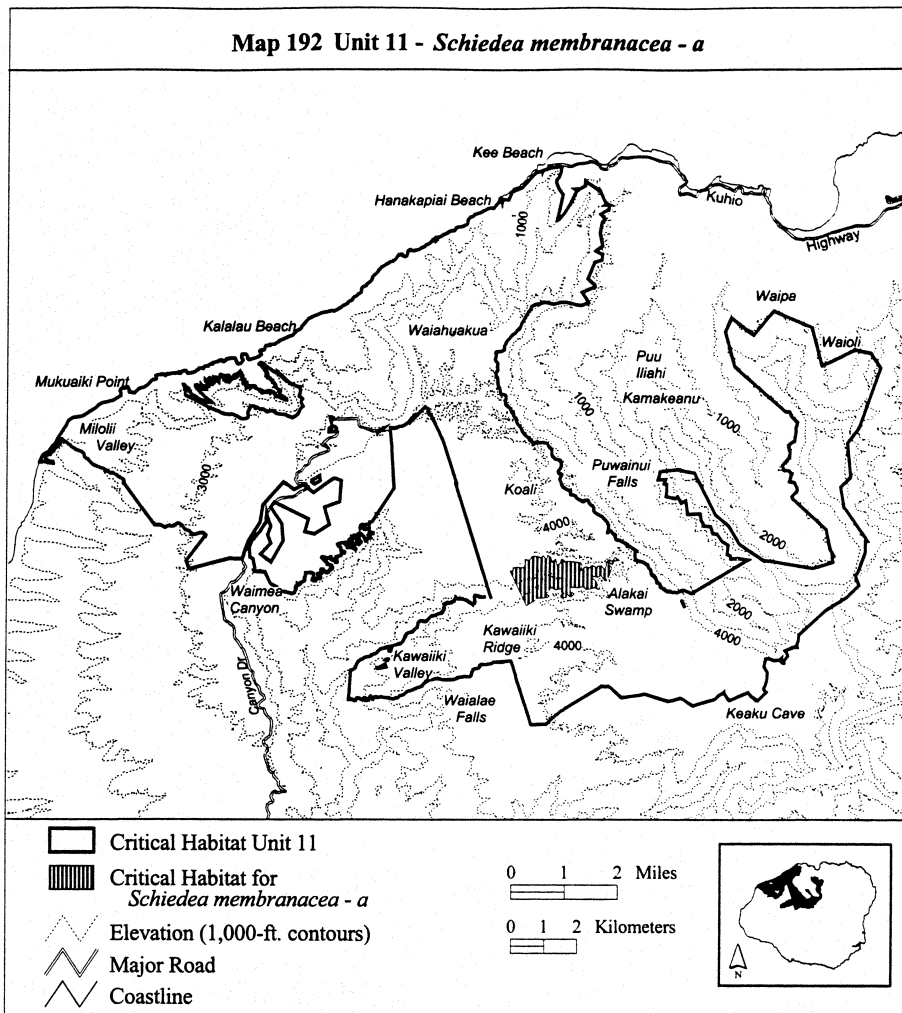 Map 192 Unit 11 - Schiedea membranacea - a
Kee Beach
Hanakapiai Beach
1000
Kuhio
Highway
Waipa
Kalalau Beach
Waiahuakua
Waioli
Puu
Iliahi
Mukuaiki Point
1000
Kamakeanu
1000
Milolii
Valley
3000
Puwainui
Falls
Koali
4000
2000
Waimea
Canyon
Alakai
Swamp
2000
4000
Kawaiiki
Ridge
4000
Kawaiiki
Valley
Canyon Dr
Waialae
Falls
Keaku Cave
Critical Habitat Unit 11
Critical Habitat for
Schiedea membranacea - a
Elevation (1,000-ft. contours)
Major Road
Coastline
0 1 2 Miles
0 1 2 Kilometers
N